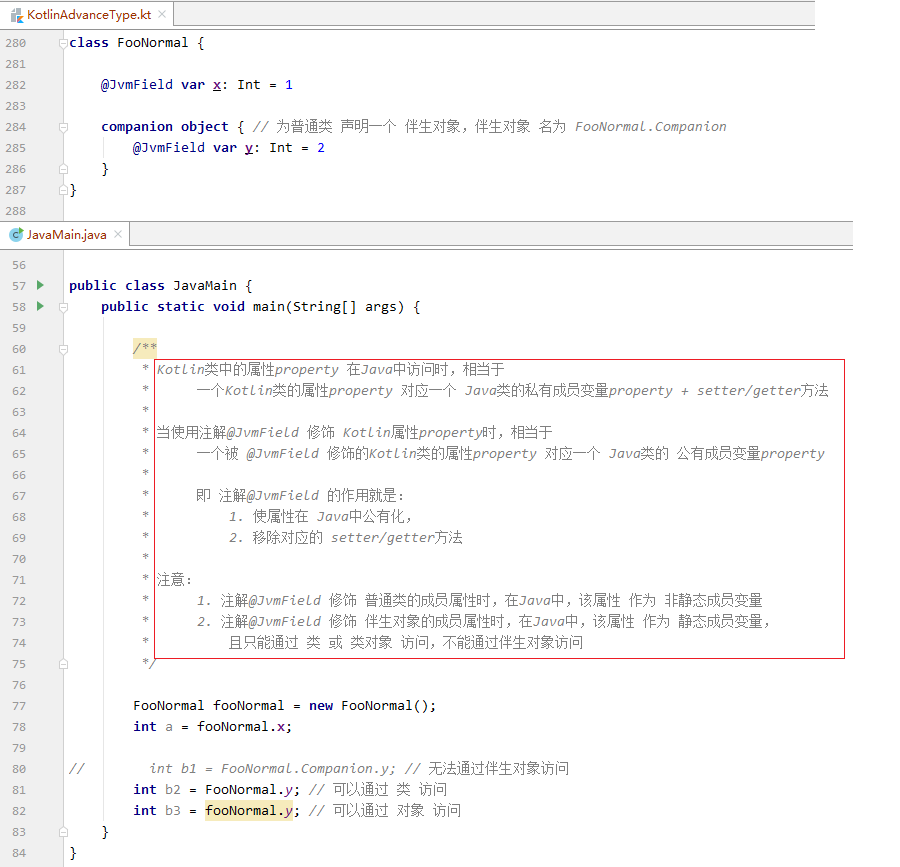 KotlinAdvanceType.kt
280 class FooNormal {
281
282 @JvmField var x: Int = 1
283
284 companion object { // 为普通类 声明一个 伴生对象，伴生对象 名为 FooNormal.Companion
285 @JvmField var y: Int = 2
286 }
287 }
288
JavaMain.java
56
57 public class JavaMain {
58 public static void main(String[] args) {
59
60 /**
61 * Kotlin类中的属性property 在Java中访问时，相当于
62 * 一个Kotlin类的属性property 对应一个 Java类的私有成员变量property + setter/getter方法
63 *
64 * 当使用注解@JvmField 修饰 Kotlin属性property时，相当于
65 * 一个被 @JvmField 修饰的Kotlin类的属性property 对应一个 Java类的 公有成员变量property
66 *
67 * 即 注解@JvmField 的作用就是：
68 * 1. 使属性在 Java中公有化，
69 * 2. 移除对应的 setter/getter方法
70 *
71 * 注意：
72 * 1. 注解@JvmField 修饰 普通类的成员属性时，在Java中，该属性 作为 非静态成员变量
73 * 2. 注解@JvmField 修饰 伴生对象的成员属性时，在Java中，该属性 作为 静态成员变量，
74 * 且只能通过 类 或 类对象 访问，不能通过伴生对象访问
75 */
76
77 FooNormal fooNormal = new FooNormal();
78 int a = fooNormal.x;
79
80 // int b1 = FooNormal.Companion.y; // 无法通过伴生对象访问
81 int b2 = FooNormal.y; // 可以通过 类 访问
82 int b3 = fooNormal.y; // 可以通过 对象 访问
83 }
84 }